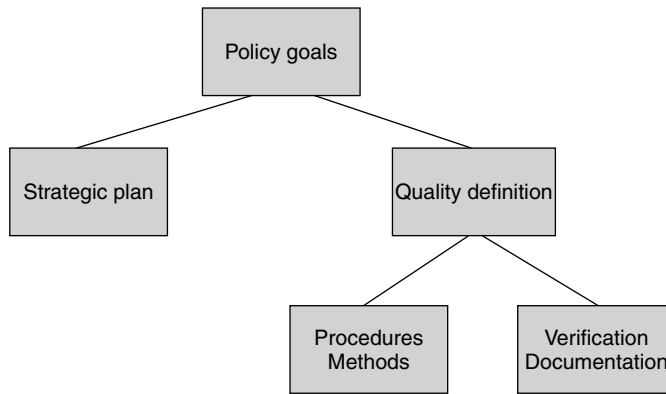 Policy goals
Strategic plan
Quality definition
Procedures
Methods
Verification
Documentation